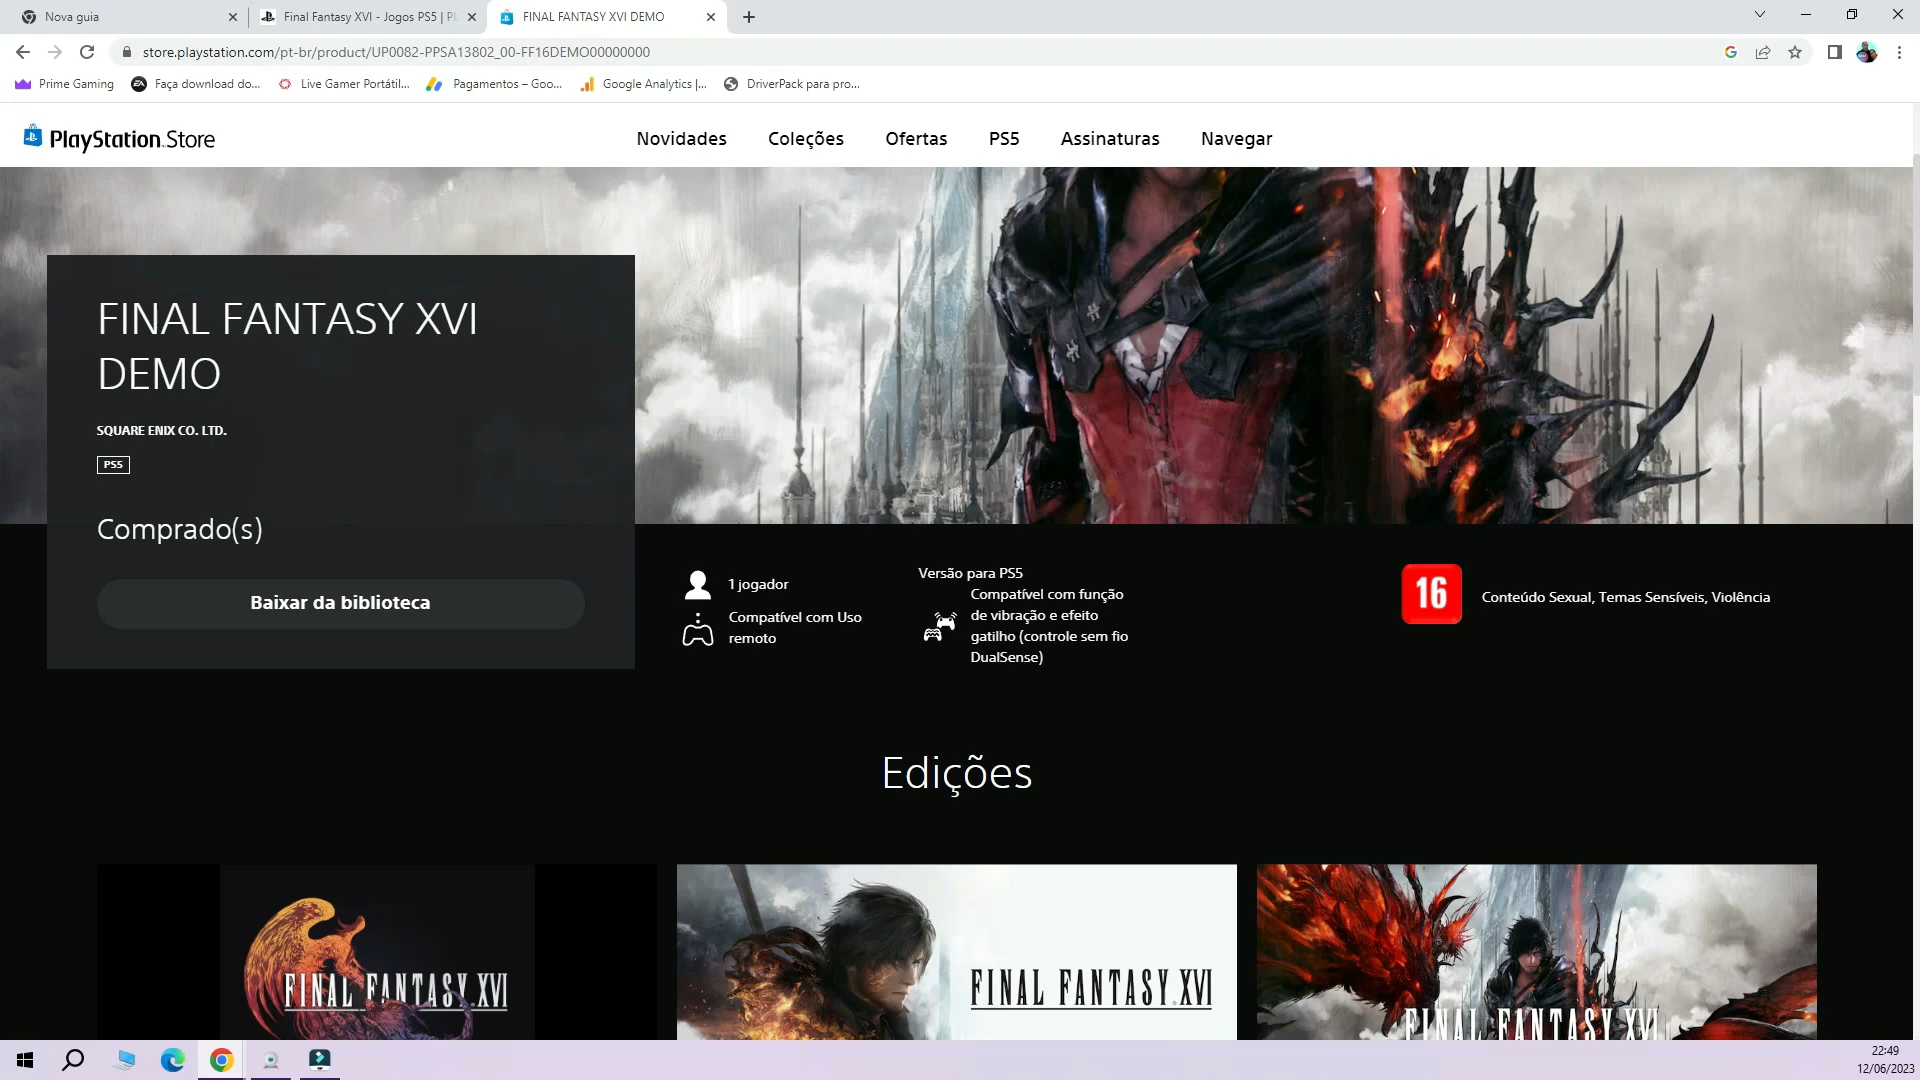 Nova guia
Final Fantasy XVI - Jogos PS5 | Pl
FINAL FANTASY XVI DEMO
store.playstation.com/pt-br/product/UP0082-PPSA13802_00-FF16DEMO00000000
Prime Gaming
Faça download do...
Live Gamer Portátil...
Pagamentos – Goo...
Google Analytics |...
DriverPack para pro...
PlayStation Store
Novidades
Coleções
Ofertas
PS5
Assinaturas
Navegar
FINAL FANTASY XVI
DEMO
SQUARE ENIX CO. LTD.
PS5
Comprado(s)
Baixar da biblioteca
1 jogador
Compatível com Uso
remoto
Versão para PS5
Compatível com função
de vibração e efeito
gatilho (controle sem fio
DualSense)
16
Conteúdo Sexual, Temas Sensíveis, Violência
Edições
FINAL FANTASY XVI
FINAL FANTASY XVI
FINAL FANTASY XVI
22:49
12/06/2023